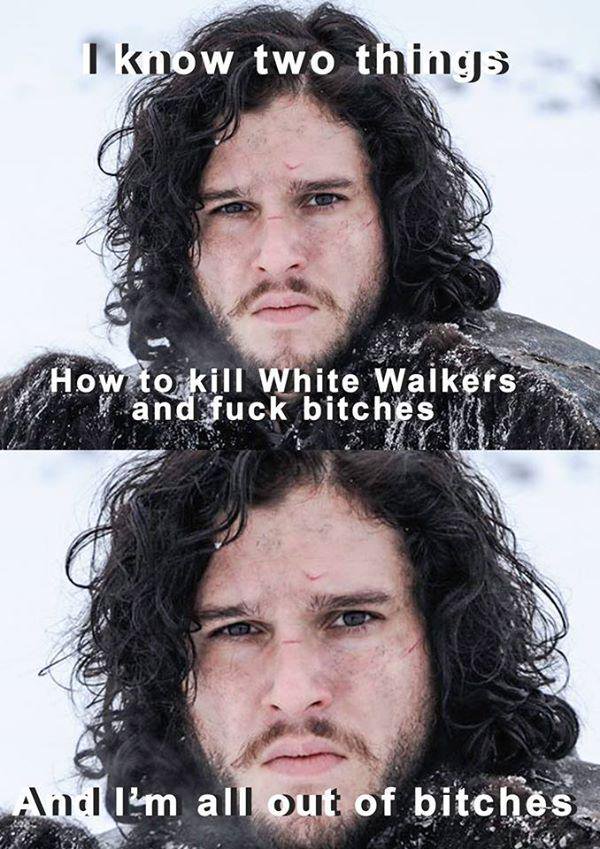 I know two things
How to kill White Walkers
and fuck bitches
And I'm all out of bitches